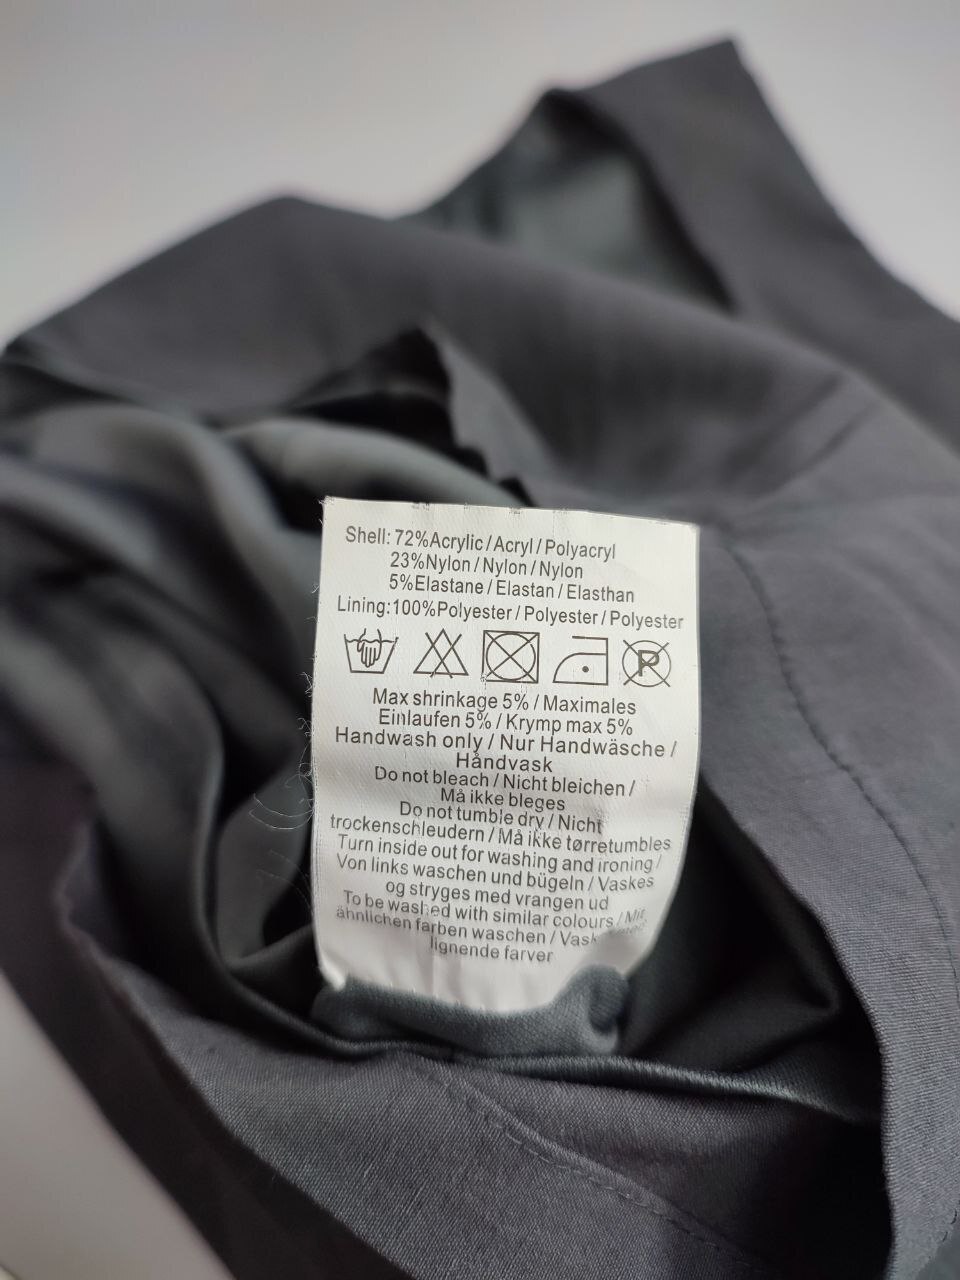 Shell: 72%Acrylic / Acryl / Polyacryl
23%Nylon / Nylon / Nylon
5%Elastane / Elastan / Elasthan
Lining:100%Polyester / Polyester / Polyester
P
Max shrinkage 5% / Maximales
Einlaufen 5% / Krymp max 5%
Handwash only / Nur Handwäsche /
Håndvask
Do not bleach / Nicht bleichen /
Må ikke bleges
Do not tumble dry / Nicht
trockenschleudern / Må ikke tørretumbles
Turn inside out for washing and ironing /
Von links waschen und bügeln / Vaskes
og stryges med vrangen ud
To be washed with similar colours / Mit
ähnlichen farben waschen /
lignende farver